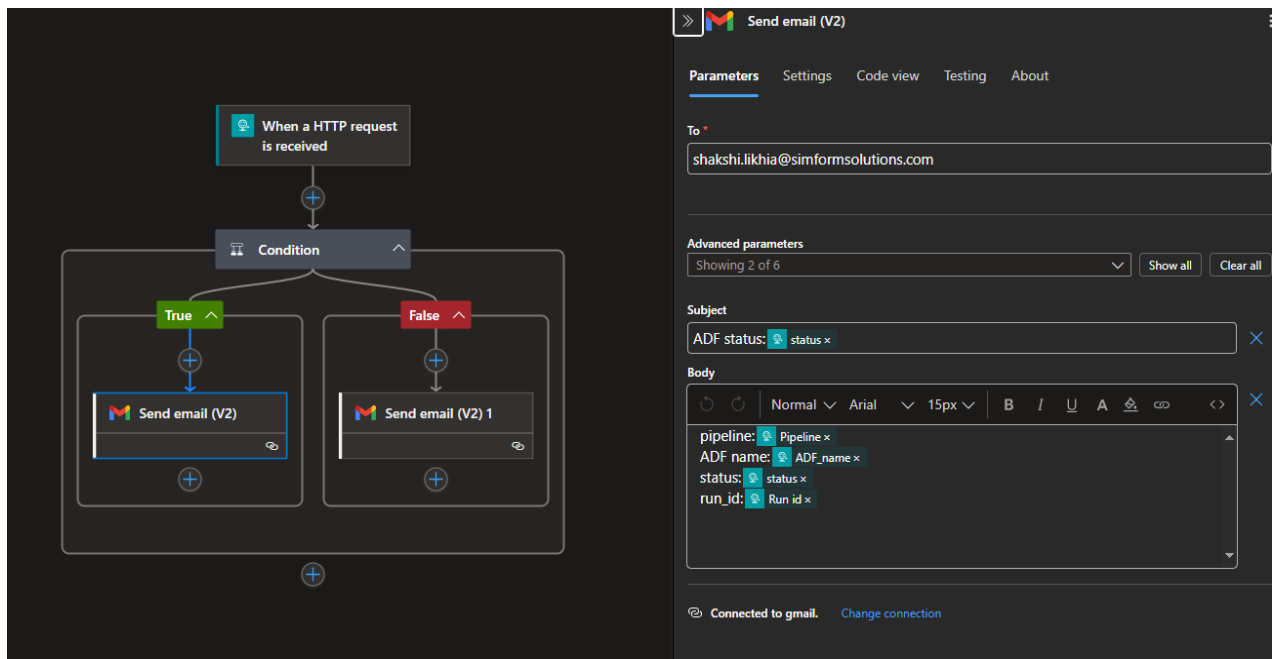 When a HTTP request
is received
Condition
True
False
Send email (V2)
Send email (V2) 1
Send email (V2)
Parameters Settings Code view Testing About
To *
shakshi.likhia@simformsolutions.com
Advanced parameters
Showing 2 of 6 Show all Clear all
Subject
ADF status: status ×
Body
Normal Arial 15px B I U A
pipeline: Pipeline ×
ADF name: ADF_name ×
status: status ×
run_id: Run id ×
Connected to gmail. Change connection